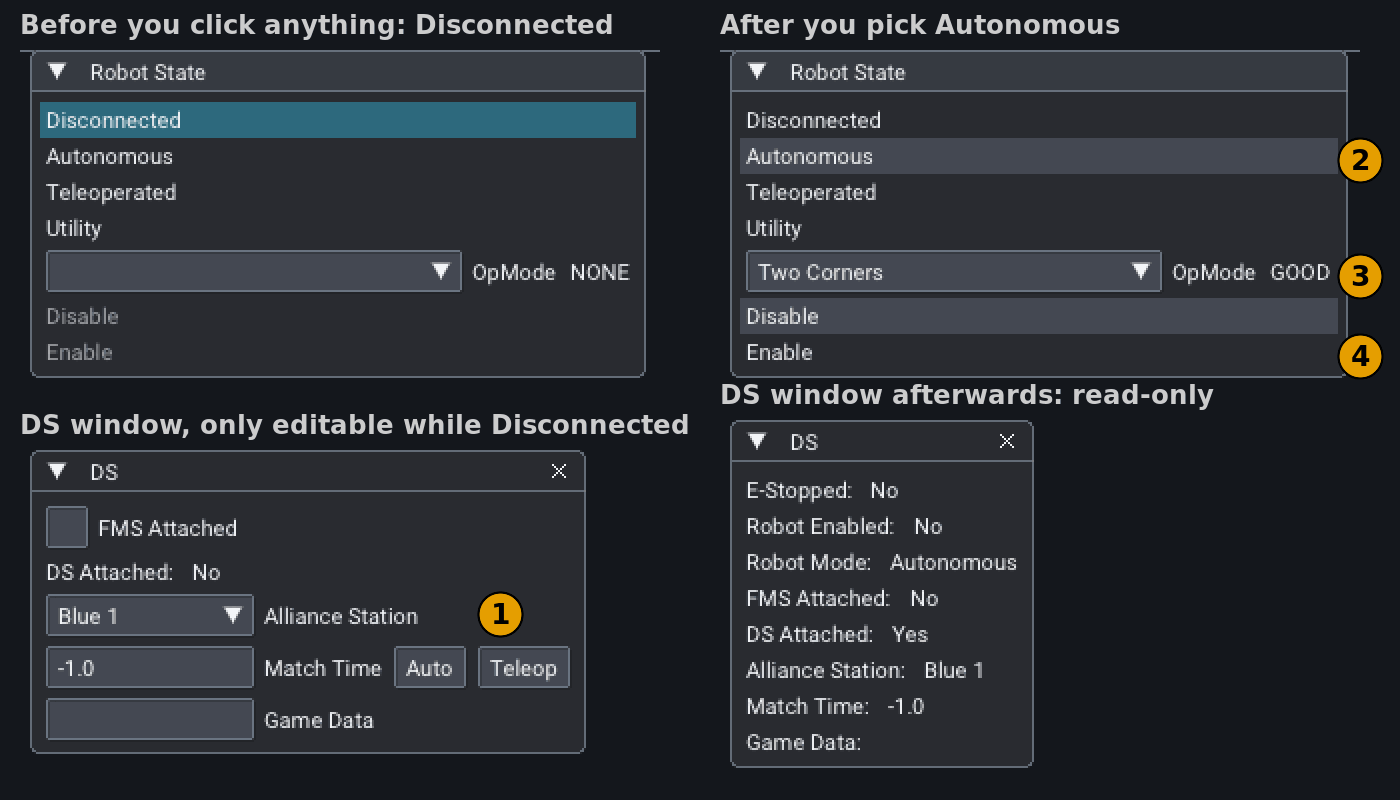 Before you click anything: Disconnected
Robot State
Disconnected
Autonomous
Teleoperated
Utility
OpMode NONE
Disable
Enable
DS window, only editable while Disconnected
DS
FMS Attached
DS Attached: No
Blue 1 Alliance Station 1
-1.0 Match Time Auto Teleop
Game Data
After you pick Autonomous
Robot State
Disconnected
Autonomous 2
Teleoperated
Utility
Two Corners OpMode GOOD 3
Disable
Enable 4
DS window afterwards: read-only
DS
E-Stopped: No
Robot Enabled: No
Robot Mode: Autonomous
FMS Attached: No
DS Attached: Yes
Alliance Station: Blue 1
Match Time: -1.0
Game Data: